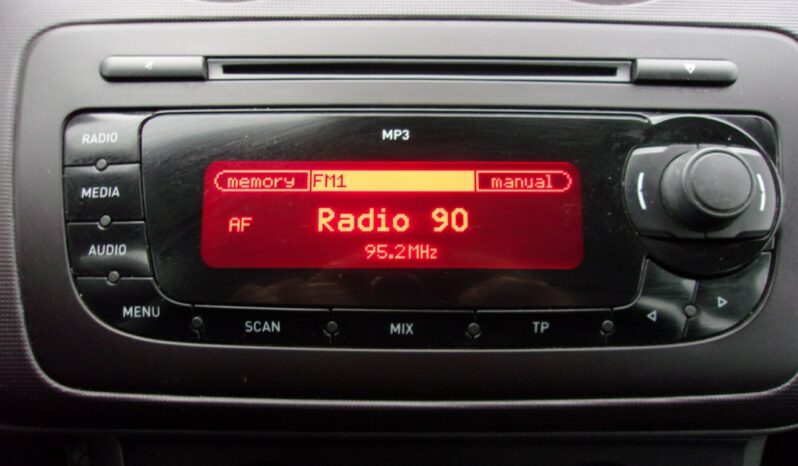 MP3
RADIO
MEDIA
AUDIO
MENU
memory FM1 manual
AF Radio 90
95.2MHz
SCAN MIX TP